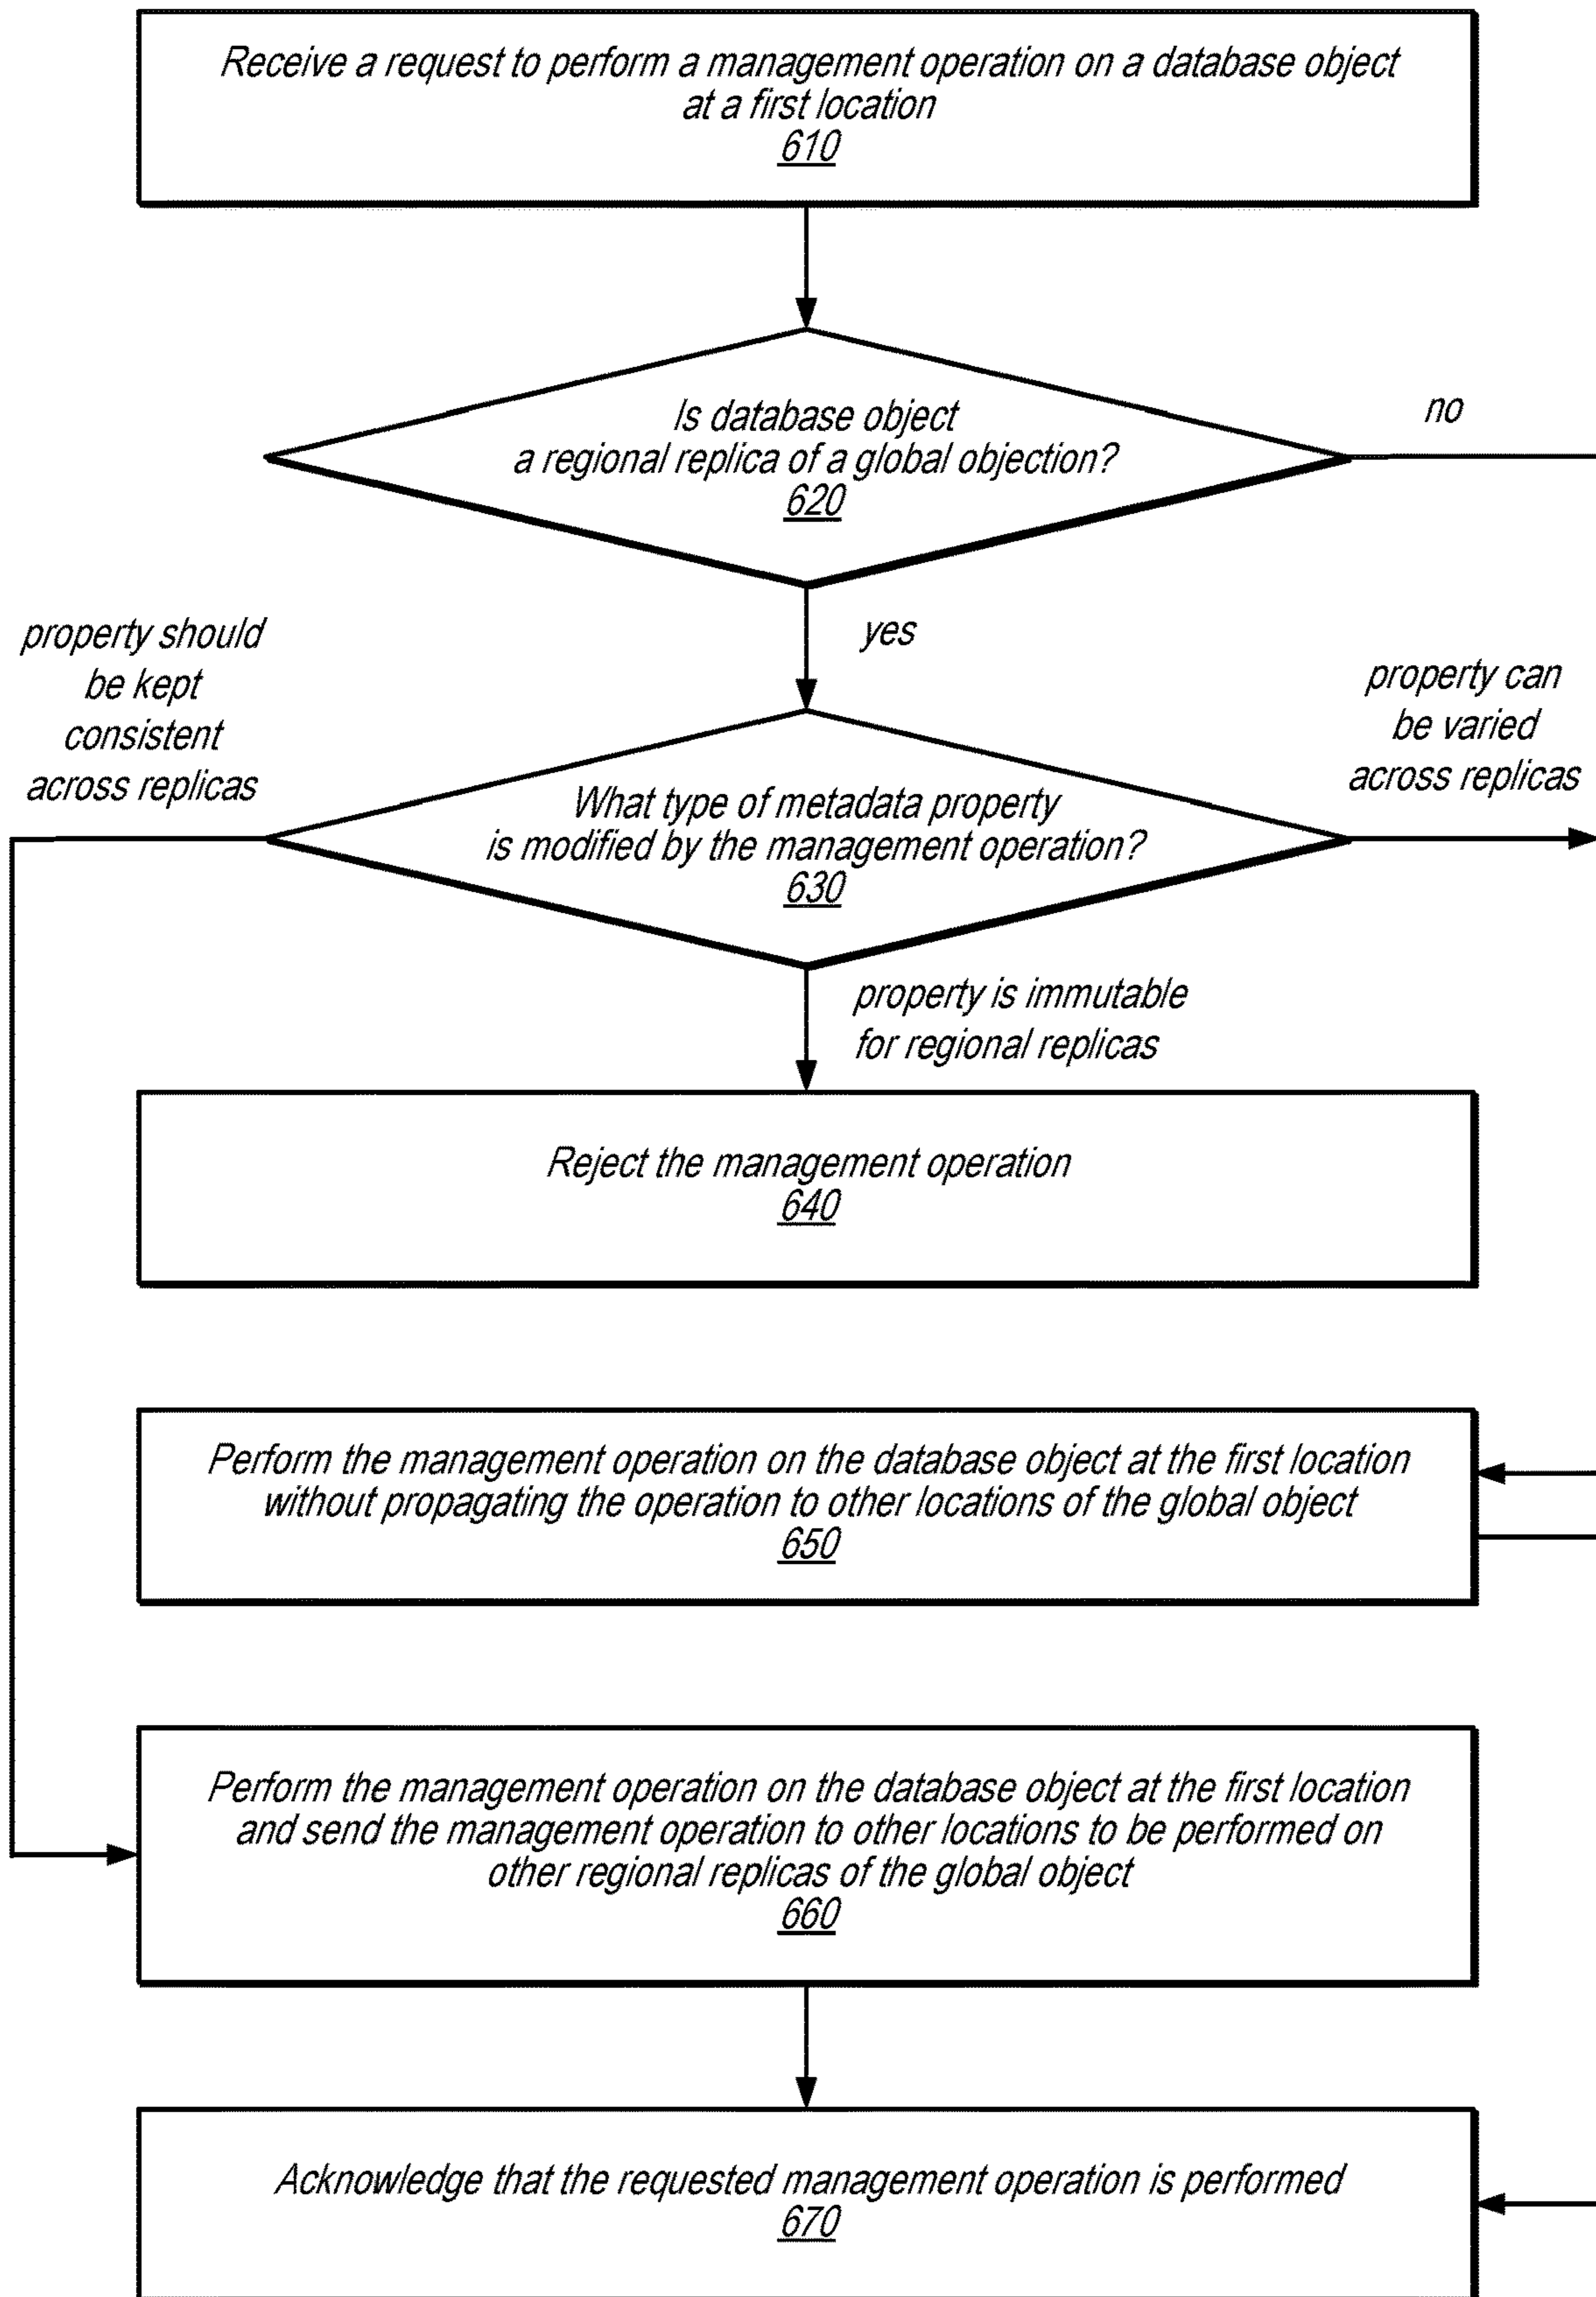 Receive a request to perform a management operation on a database object
at a first location
610
Is database object
a regional replica of a global objection?
620
no
yes
property should
be kept
consistent
across replicas
property can
be varied
across replicas
What type of metadata property
is modified by the management operation?
630
property is immutable
for regional replicas
Reject the management operation
640
Perform the management operation on the database object at the first location
without propagating the operation to other locations of the global object
650
Perform the management operation on the database object at the first location
and send the management operation to other locations to be performed on
other regional replicas of the global object
660
Acknowledge that the requested management operation is performed
670